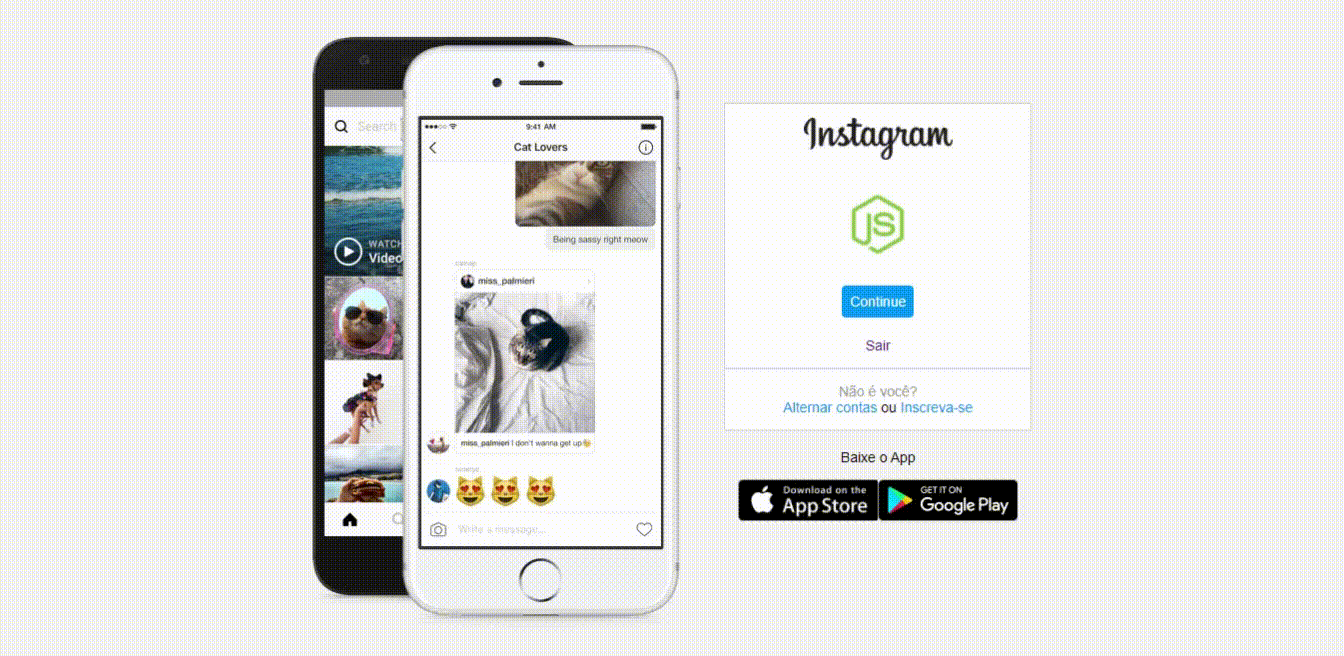 Search
WATCH
Video
9:41 AM
Cat Lovers
Being sassy right meow
miss_palmieri
miss_palmieri I don't wanna get up
Write a message...
Instagram
JS
Continue
Sair
Não é você?
Alternar contas ou Inscreva-se
Baixe o App
Download on the
App Store
GET IT ON
Google Play